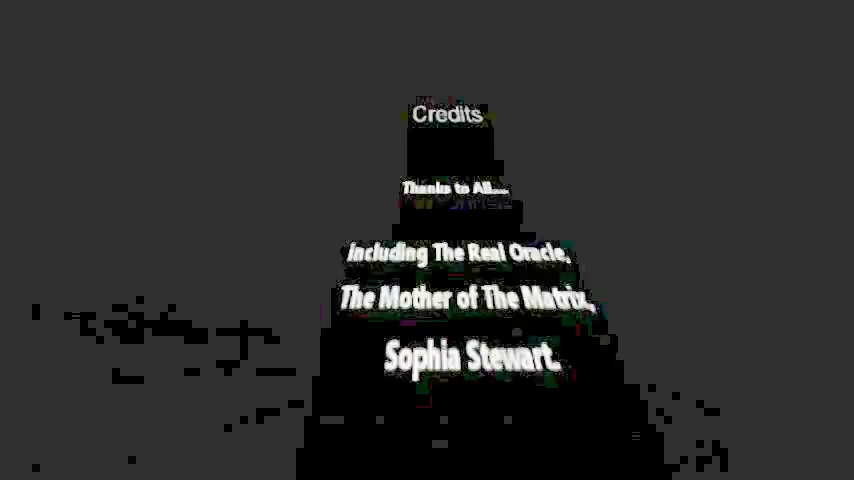 Credits
Thanks to All....
including The Real Oracle,
The Mother of The Matrix,
Sophia Stewart.